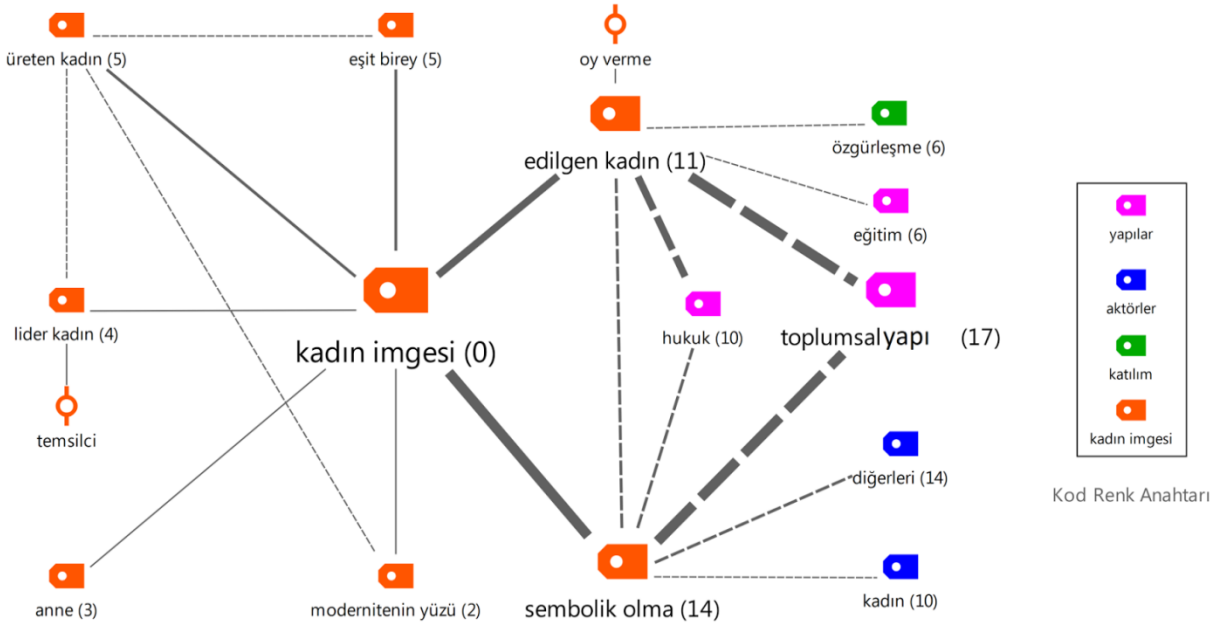 üreten kadın (5)
eşit birey (5)
oy verme
özgürleşme (6)
edilgen kadın (11)
eğitim (6)
lider kadın (4)
hukuk (10)
toplumsalyapı (17)
kadın imgesi (0)
temsilci
diğerleri (14)
anne (3)
modernitenin yüzü (2)
sembolik olma (14)
kadın (10)
yapılar
aktörler
katılım
kadın imgesi
Kod Renk Anahtarı